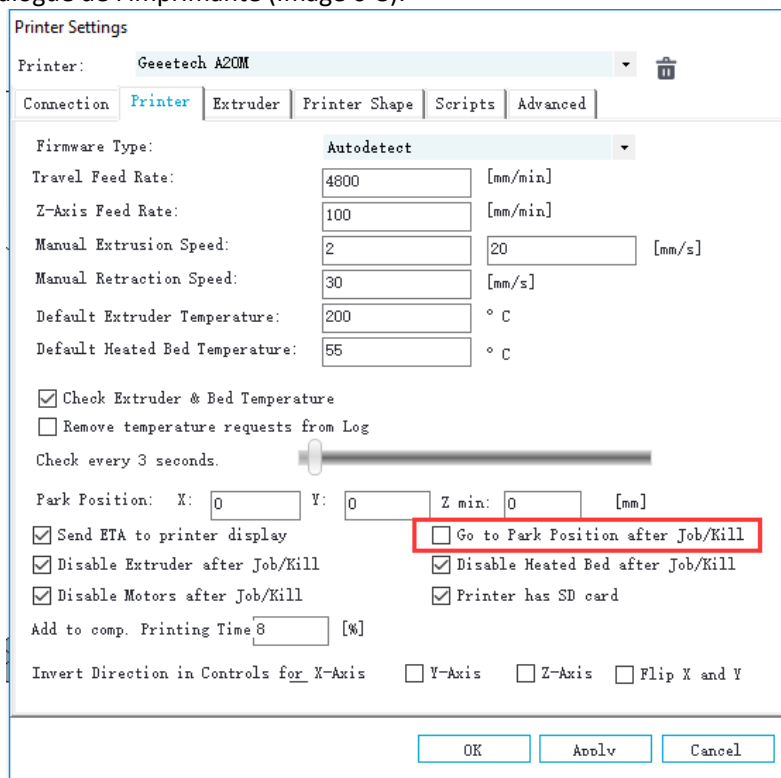 Printer Settings
Printer: Geeetech A20M
Connection Printer Extruder Printer Shape Scripts Advanced
Firmware Type: Autodetect
Travel Feed Rate: 4800 [mm/min]
Z-Axis Feed Rate: 100 [mm/min]
Manual Extrusion Speed: 2 20 [mm/s]
Manual Retraction Speed: 30 [mm/s]
Default Extruder Temperature: 200 ° C
Default Heated Bed Temperature: 55 ° C
Check Extruder & Bed Temperature
Remove temperature requests from Log
Check every 3 seconds.
Park Position: X: 0 Y: 0 Z min: 0 [mm]
Send ETA to printer display Go to Park Position after Job/Kill
Disable Extruder after Job/Kill Disable Heated Bed after Job/Kill
Disable Motors after Job/Kill Printer has SD card
Add to comp. Printing Time 8 [%]
Invert Direction in Controls for X-Axis Y-Axis Z-Axis Flip X and Y
OK Apply Cancel